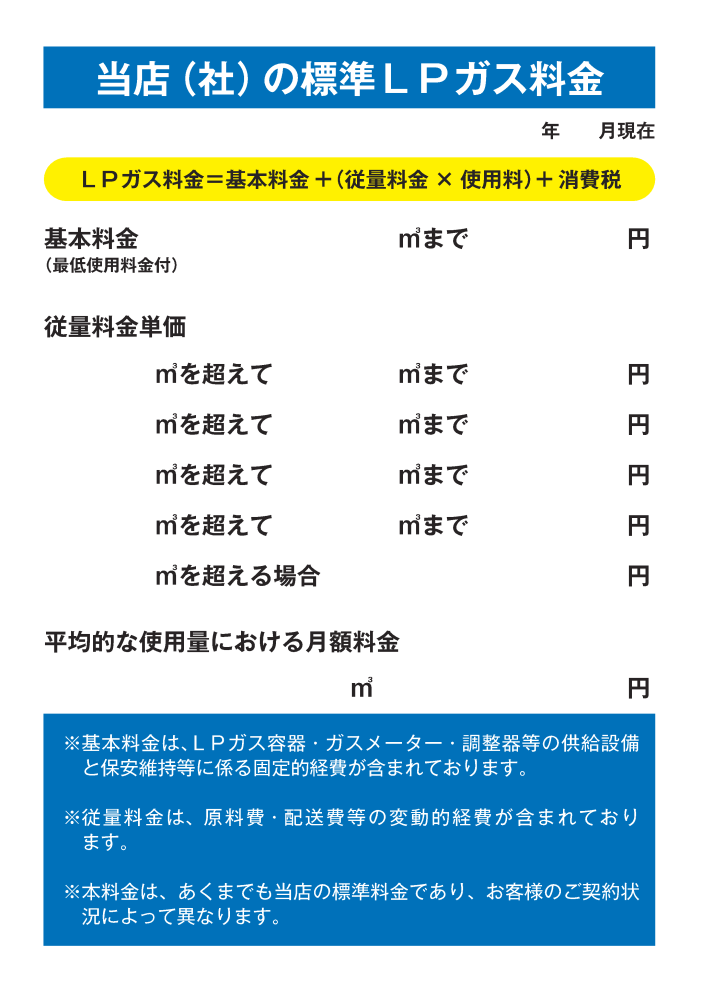 当店（社）の標準ＬＰガス料金
年　　月現在
ＬＰガス料金＝基本料金＋（従量料金 × 使用料）＋消費税
基本料金　　　㎥まで　　　円
（最低使用料金付）
従量料金単価
㎥を超えて　　　㎥まで　　　円
㎥を超えて　　　㎥まで　　　円
㎥を超えて　　　㎥まで　　　円
㎥を超えて　　　㎥まで　　　円
㎥を超える場合　　　円
平均的な使用量における月額料金
㎥　　　円
※基本料金は、ＬＰガス容器・ガスメーター・調整器等の供給設備
と保安維持等に係る固定的経費が含まれております。
※従量料金は、原料費・配送費等の変動的経費が含まれており
ます。
※本料金は、あくまでも当店の標準料金であり、お客様のご契約状
況によって異なります。